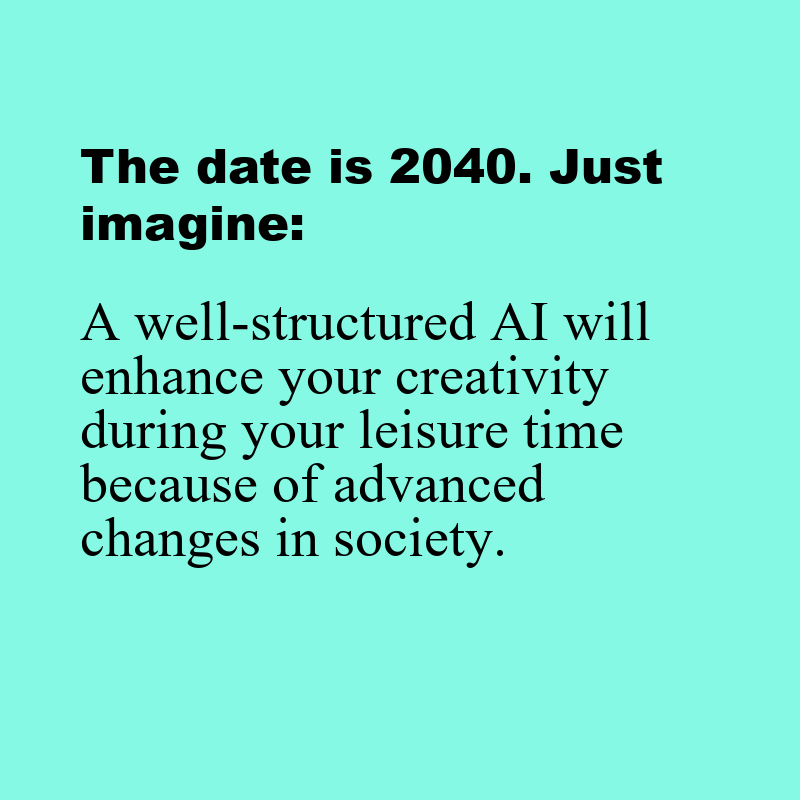 The date is 2040. Just
imagine:
A well-structured AI will
enhance your creativity
during your leisure time
because of advanced
changes in society.